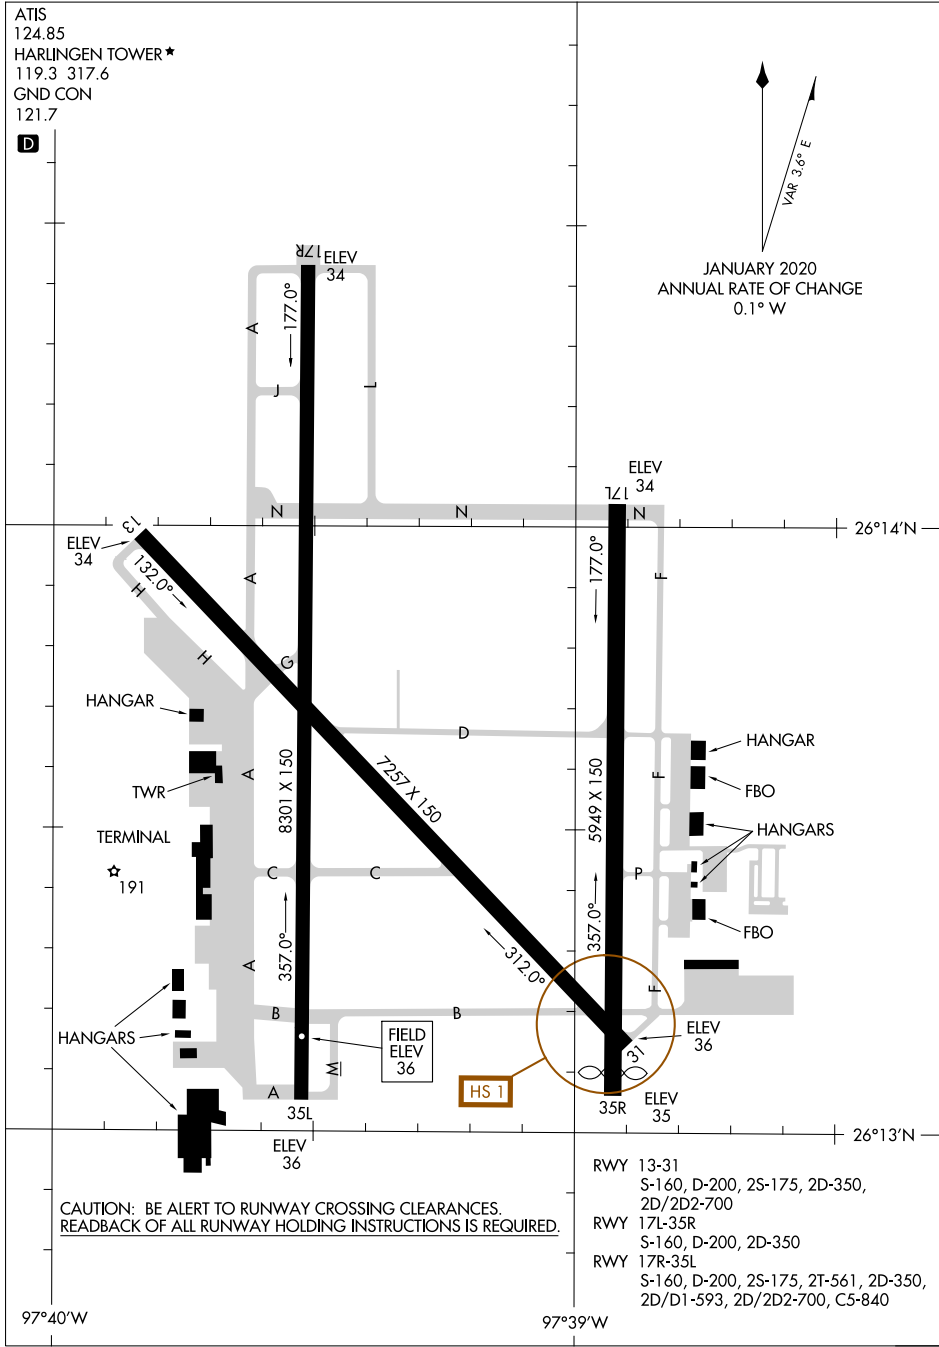 ATIS
124.85
HARLINGEN TOWER★
119.3 317.6
GND CON
121.7
D
VAR 3.6° E
JANUARY 2020
ANNUAL RATE OF CHANGE
0.1° W
17R
ELEV
34
177.0°
A
J
L
ELEV
34
17L
N
N
N
26°14'N
13
ELEV
34
132.0°
177.0°
A
F
H
H
G
HANGAR
D
HANGAR
TWR
A
8301 X 150
7257 X 150
5949 X 150
F
FBO
HANGARS
TERMINAL
191
C
C
P
357.0°
357.0°
FBO
312.0°
A
F
B
B
HANGARS
FIELD
ELEV
36
31
ELEV
36
M
HS 1
A
35L
35R
ELEV
35
ELEV
36
26°13'N
RWY 13-31
S-160, D-200, 2S-175, 2D-350,
2D/2D2-700
RWY 17L-35R
S-160, D-200, 2D-350
RWY 17R-35L
S-160, D-200, 2S-175, 2T-561, 2D-350,
2D/D1-593, 2D/2D2-700, C5-840
CAUTION: BE ALERT TO RUNWAY CROSSING CLEARANCES.
READBACK OF ALL RUNWAY HOLDING INSTRUCTIONS IS REQUIRED.
97°40'W
97°39'W